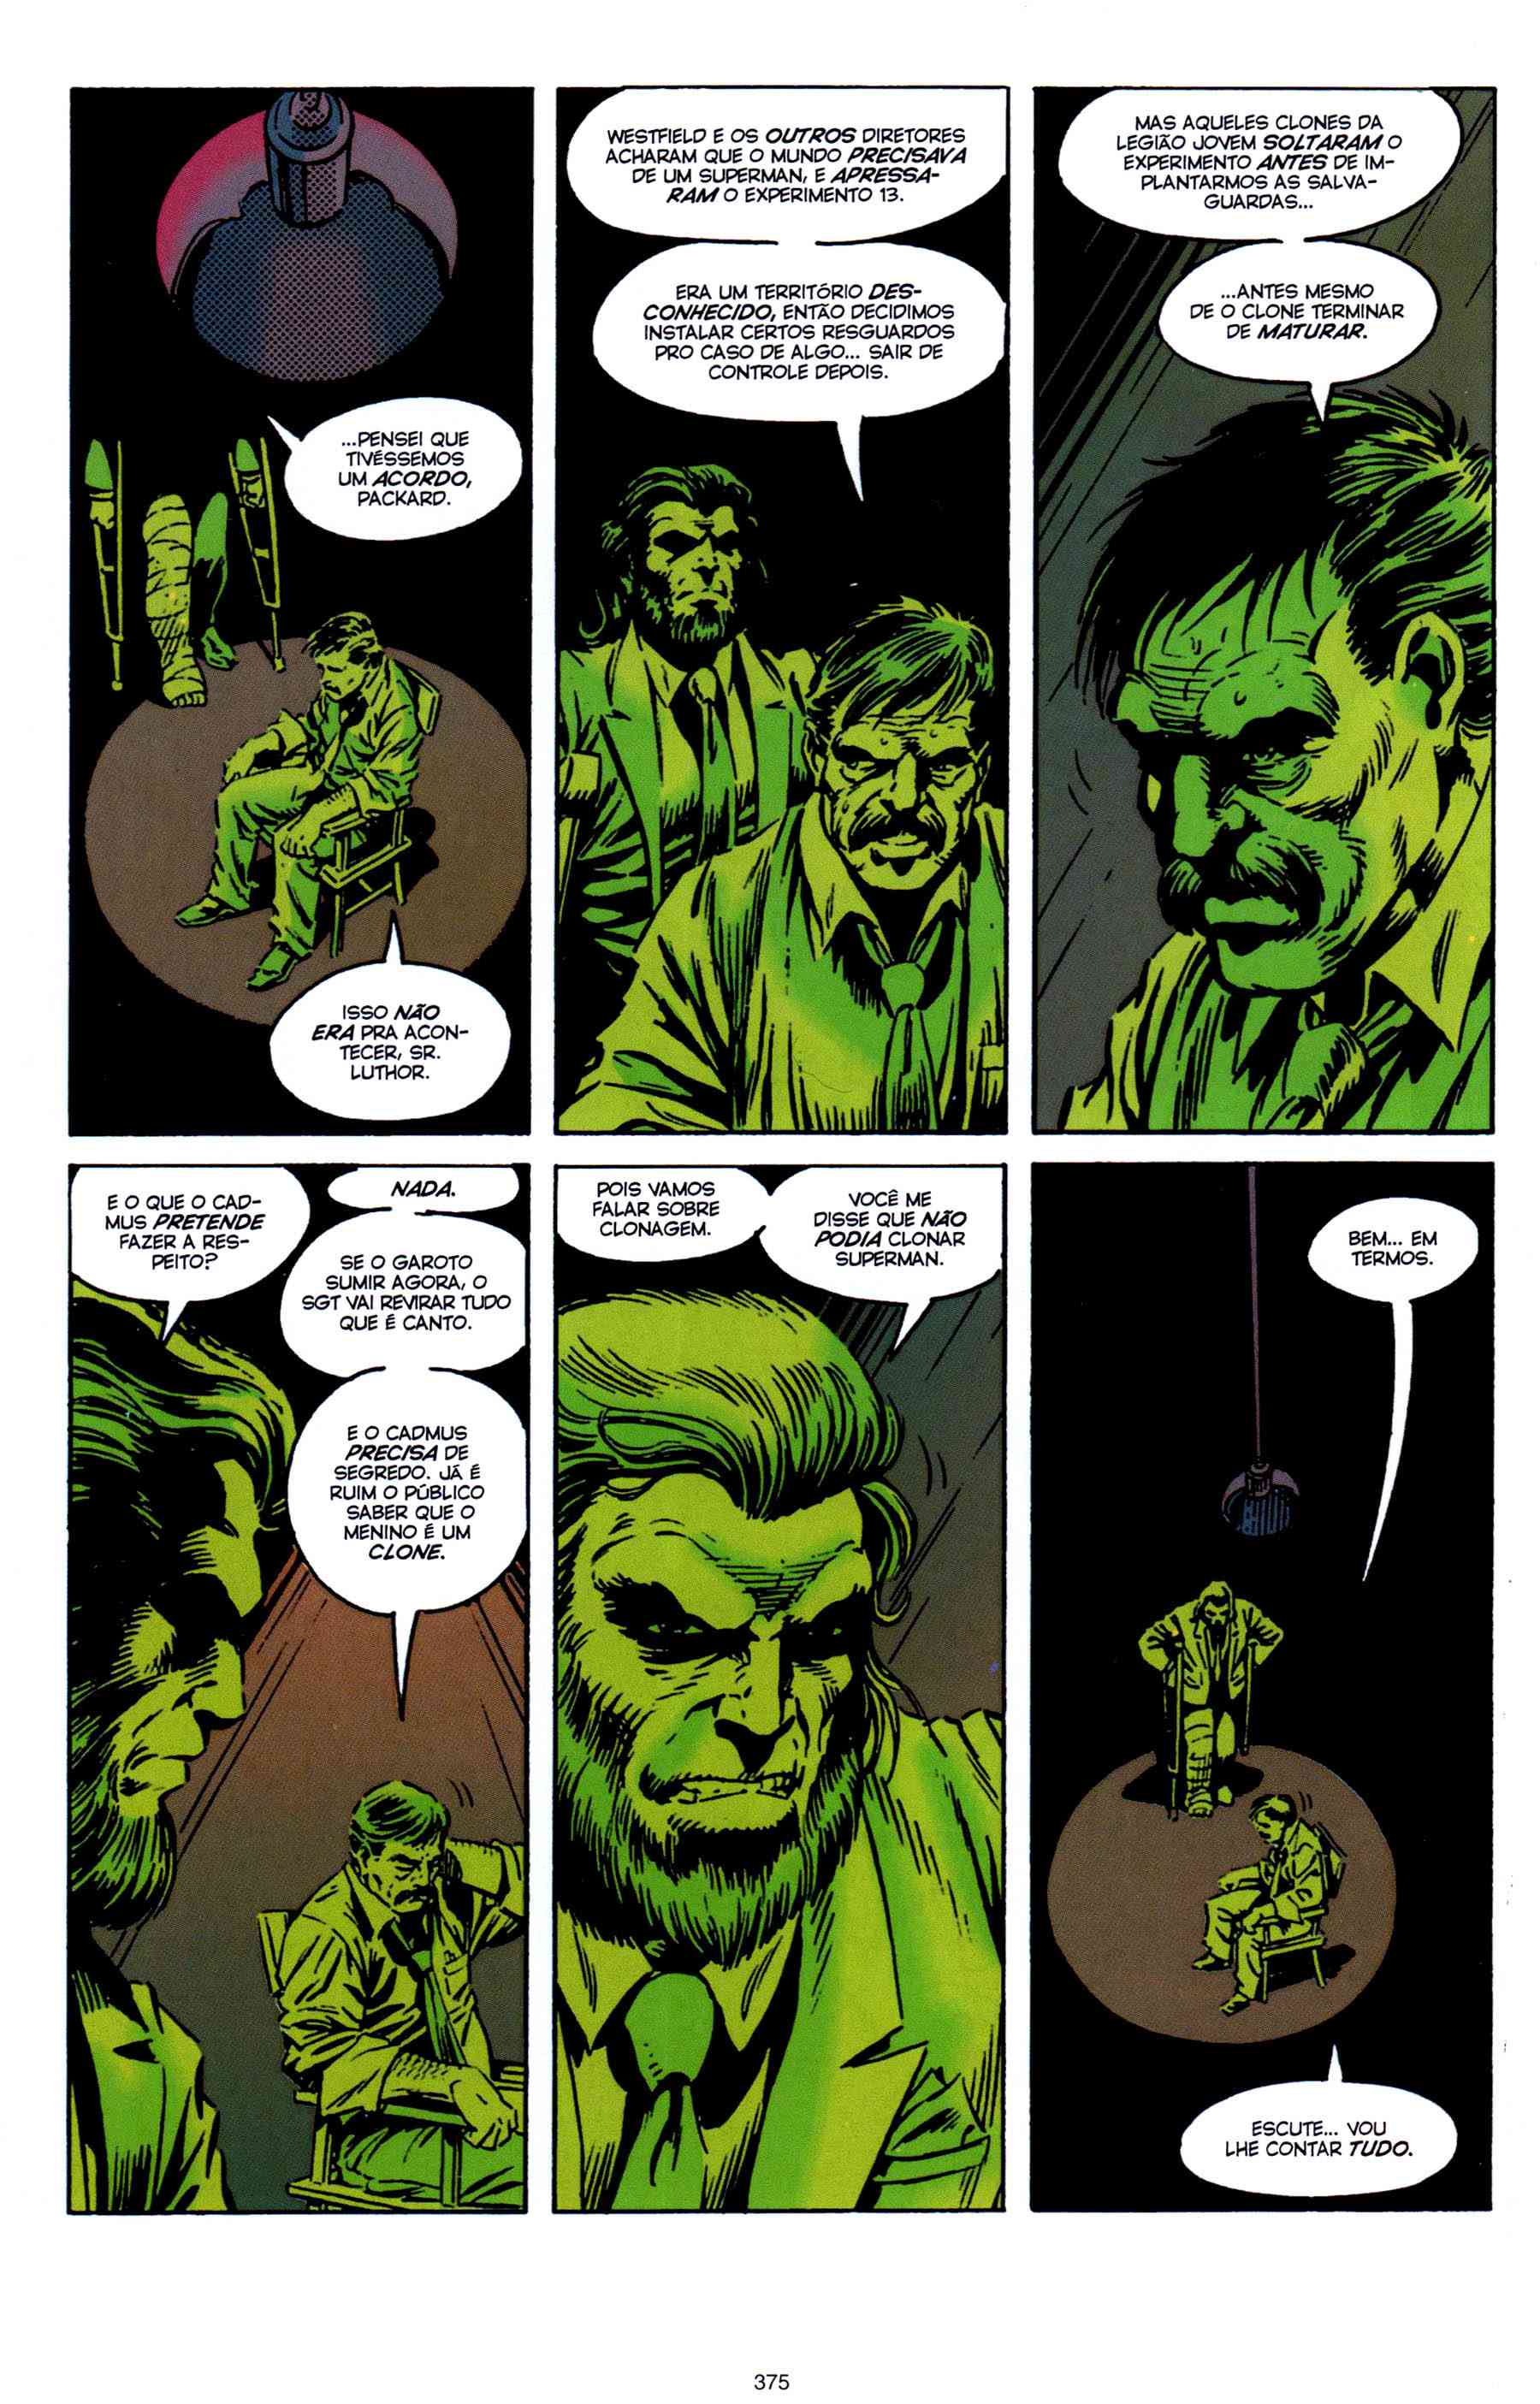 ...PENSEI QUE
TIVÉSSEMOS
UM ACORDO,
PACKARD.
ISSO NÃO
ERA PRA ACON-
TECER, SR.
LUTHOR.
WESTFIELD E OS OUTROS DIRETORES
ACHARAM QUE O MUNDO PRECISAVA
DE UM SUPERMAN, E APRESSA-
RAM O EXPERIMENTO 13.
ERA UM TERRITÓRIO DES-
CONHECIDO, ENTÃO DECIDIMOS
INSTALAR CERTOS RESGUARDOS
PRO CASO DE ALGO... SAIR DE
CONTROLE DEPOIS.
MAS AQUELES CLONES DA
LEGIÃO JOVEM SOLTARAM O
EXPERIMENTO ANTES DE IM-
PLANTARMOS AS SALVA-
GUARDAS...
...ANTES MESMO
DE O CLONE TERMINAR
DE MATURAR.
E O QUE O CAD-
MUS PRETENDE
FAZER A RES-
PEITO?
NADA.
SE O GAROTO
SUMIR AGORA, O
SGT VAI REVIRAR TUDO
QUE É CANTO.
E O CADMUS
PRECISA DE
SEGREDO. JÁ É
RUIM O PÚBLICO
SABER QUE O
MENINO É UM
CLONE.
POIS VAMOS
FALAR SOBRE
CLONAGEM.
VOCÊ ME
DISSE QUE NÃO
PODIA CLONAR
SUPERMAN.
BEM... EM
TERMOS.
ESCUTE... VOU
LHE CONTAR TUDO.
375